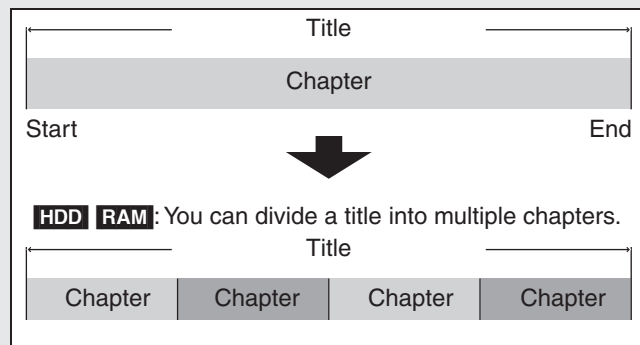 Title
Chapter
Start End
HDD RAM: You can divide a title into multiple chapters.
Title
Chapter Chapter Chapter Chapter